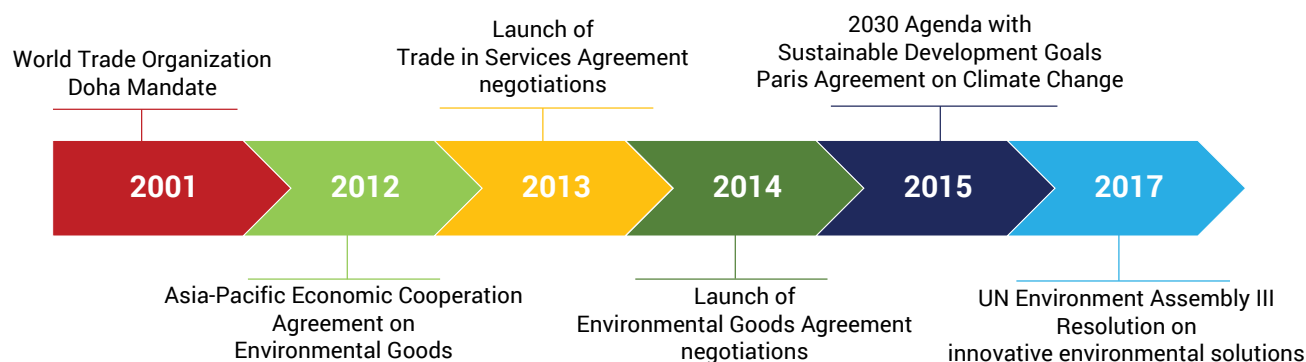 World Trade Organization
Doha Mandate
Launch of
Trade in Services Agreement
negotiations
2030 Agenda with
Sustainable Development Goals
Paris Agreement on Climate Change
2001
2012
2013
2014
2015
2017
Asia-Pacific Economic Cooperation
Agreement on
Environmental Goods
Launch of
Environmental Goods Agreement
negotiations
UN Environment Assembly III
Resolution on
innovative environmental solutions